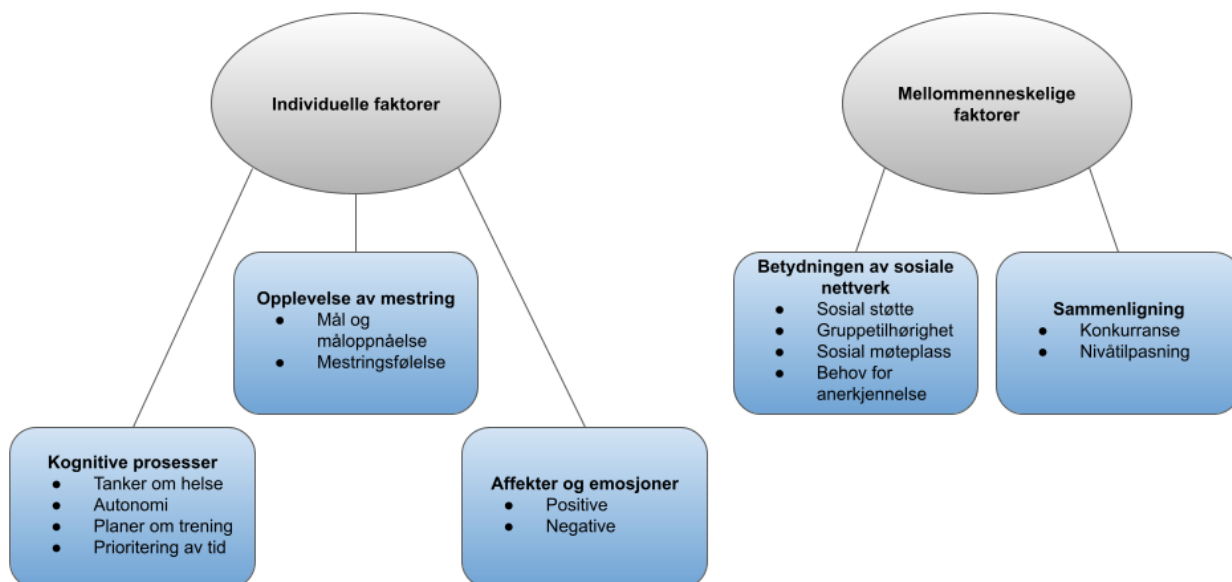 Individuelle faktorer
Mellommenneskelige
faktorer
Opplevelse av mestring
● Mål og
måloppnåelse
● Mestringsfølelse
Betydningen av sosiale
nettverk
● Sosial støtte
● Gruppetilhørighet
● Sosial møteplass
● Behov for
anerkjennelse
Sammenligning
● Konkurranse
● Nivåtilpasning
Kognitive prosesser
● Tanker om helse
● Autonomi
● Planer om trening
● Prioritering av tid
Affekter og emosjoner
● Positive
● Negative